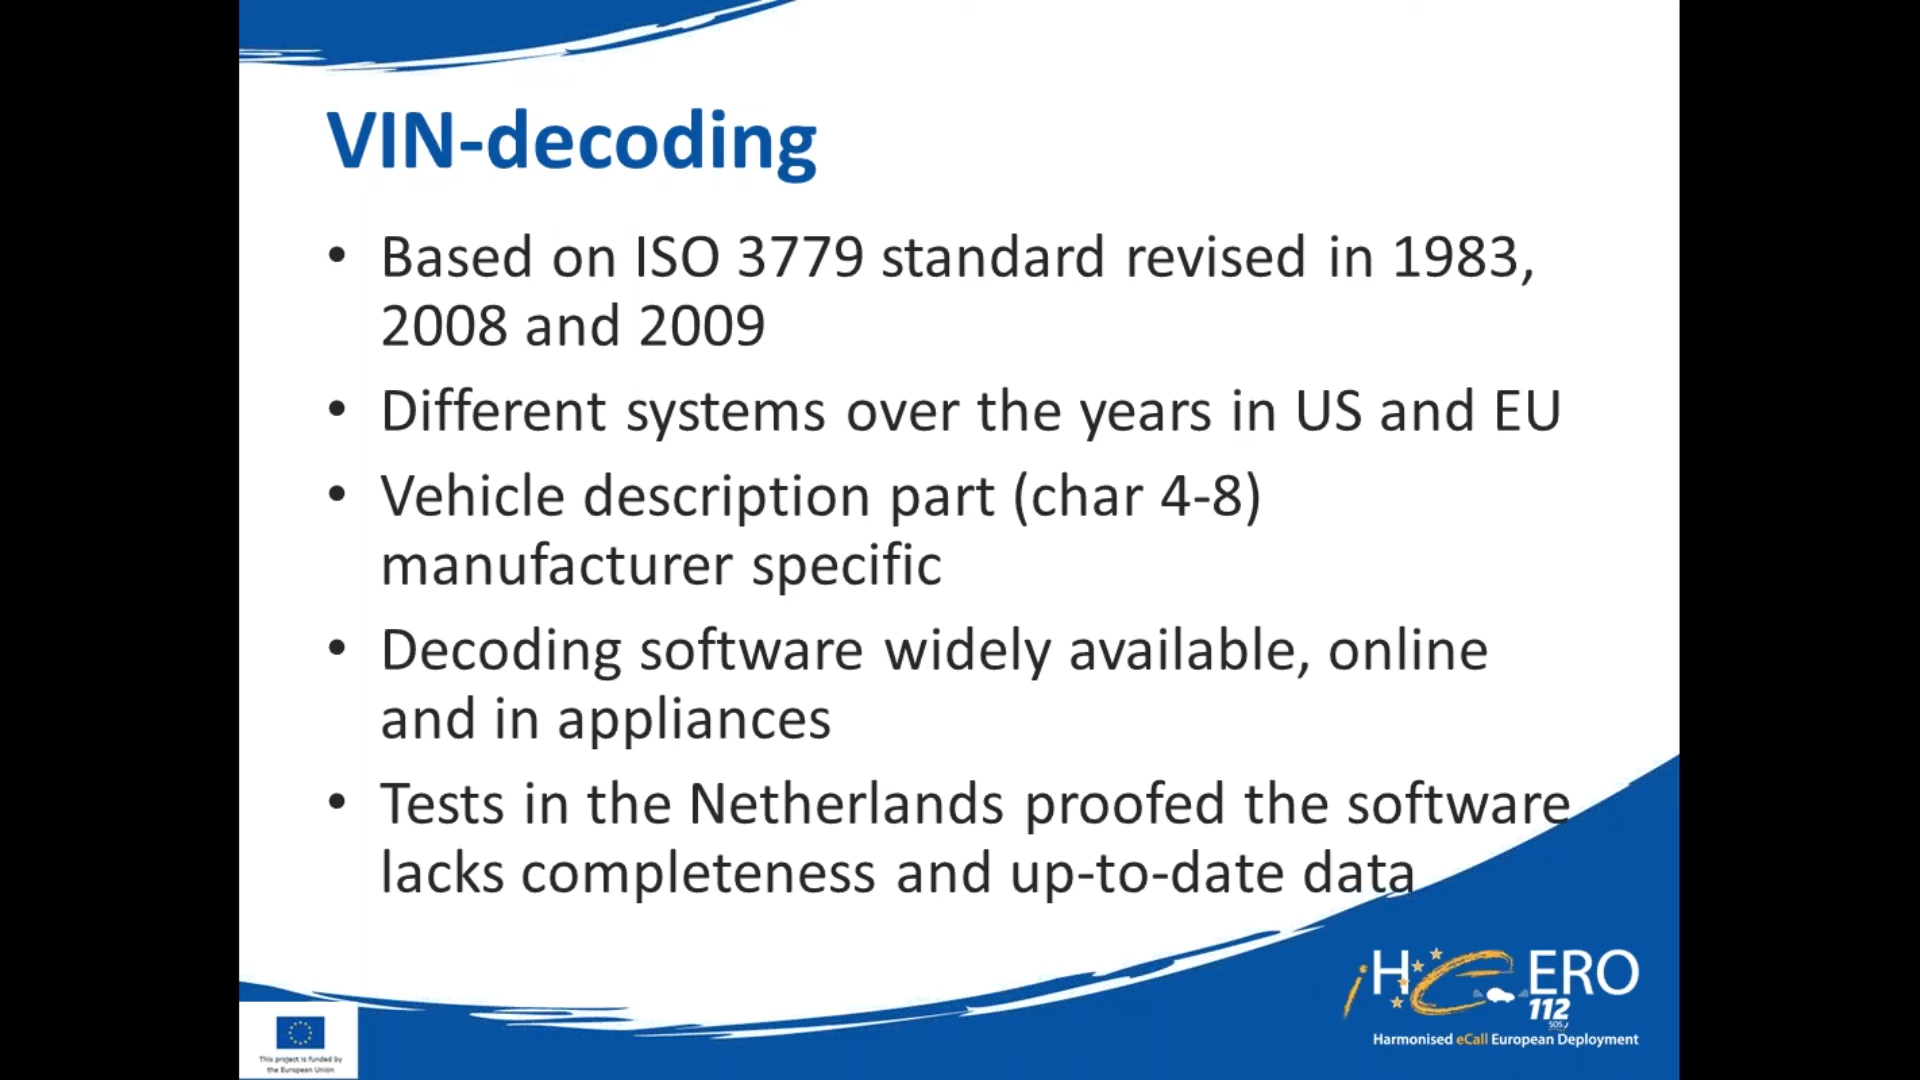 VIN-decoding
• Based on ISO 3779 standard revised in 1983,
2008 and 2009
• Different systems over the years in US and EU
• Vehicle description part (char 4-8)
manufacturer specific
• Decoding software widely available, online
and in appliances
• Tests in the Netherlands proofed the software
lacks completeness and up-to-date data
iHeERO
112
SOS
Harmonised eCall European Deployment
This project is funded by
the European Union